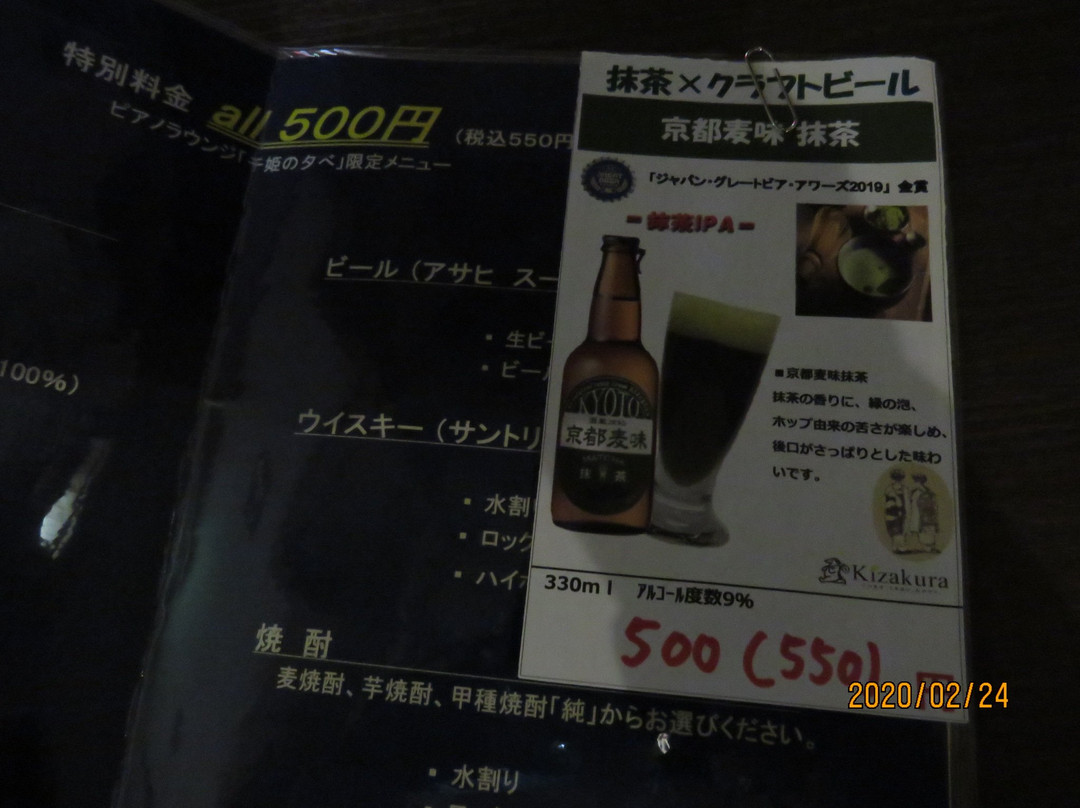 特別料金 all 500円 (税込550円
ピアノラウンジ「千姫の夕べ」限定メニュー
100%)
ビール (アサヒ スー
▪ 生ビー
▪ ビール
ウイスキー (サントリ
▪ 水割り
▪ ロック
▪ ハイボ
焼 酎
麦焼酎、芋焼酎、甲種焼酎「純」からお選びください。
▪ 水割り
抹茶×クラフトビール
京都麦味 抹茶
「ジャパン・グレートビア・アワーズ2019」 金賞
= 抹茶IPA =
KYOTO
京都麦味
抹 茶
■京都麦味抹茶
抹茶の香りに、緑の泡、
ホップ由来の苦さが楽しめ、
後口がさっぱりとした味わ
いです。
Kizakura
330ml アルコール度数9%
500 (550) 円
2020/02/24